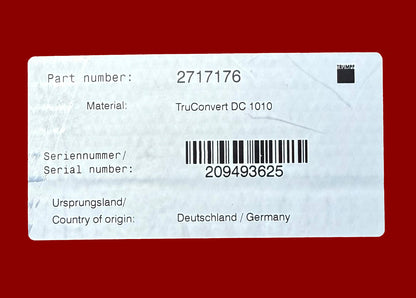 TRUMPF
Part number: 2717176
Material: TruConvert DC 1010
Seriennummer/
Serial number:
209493625
Ursprungsland/
Country of origin: Deutschland / Germany